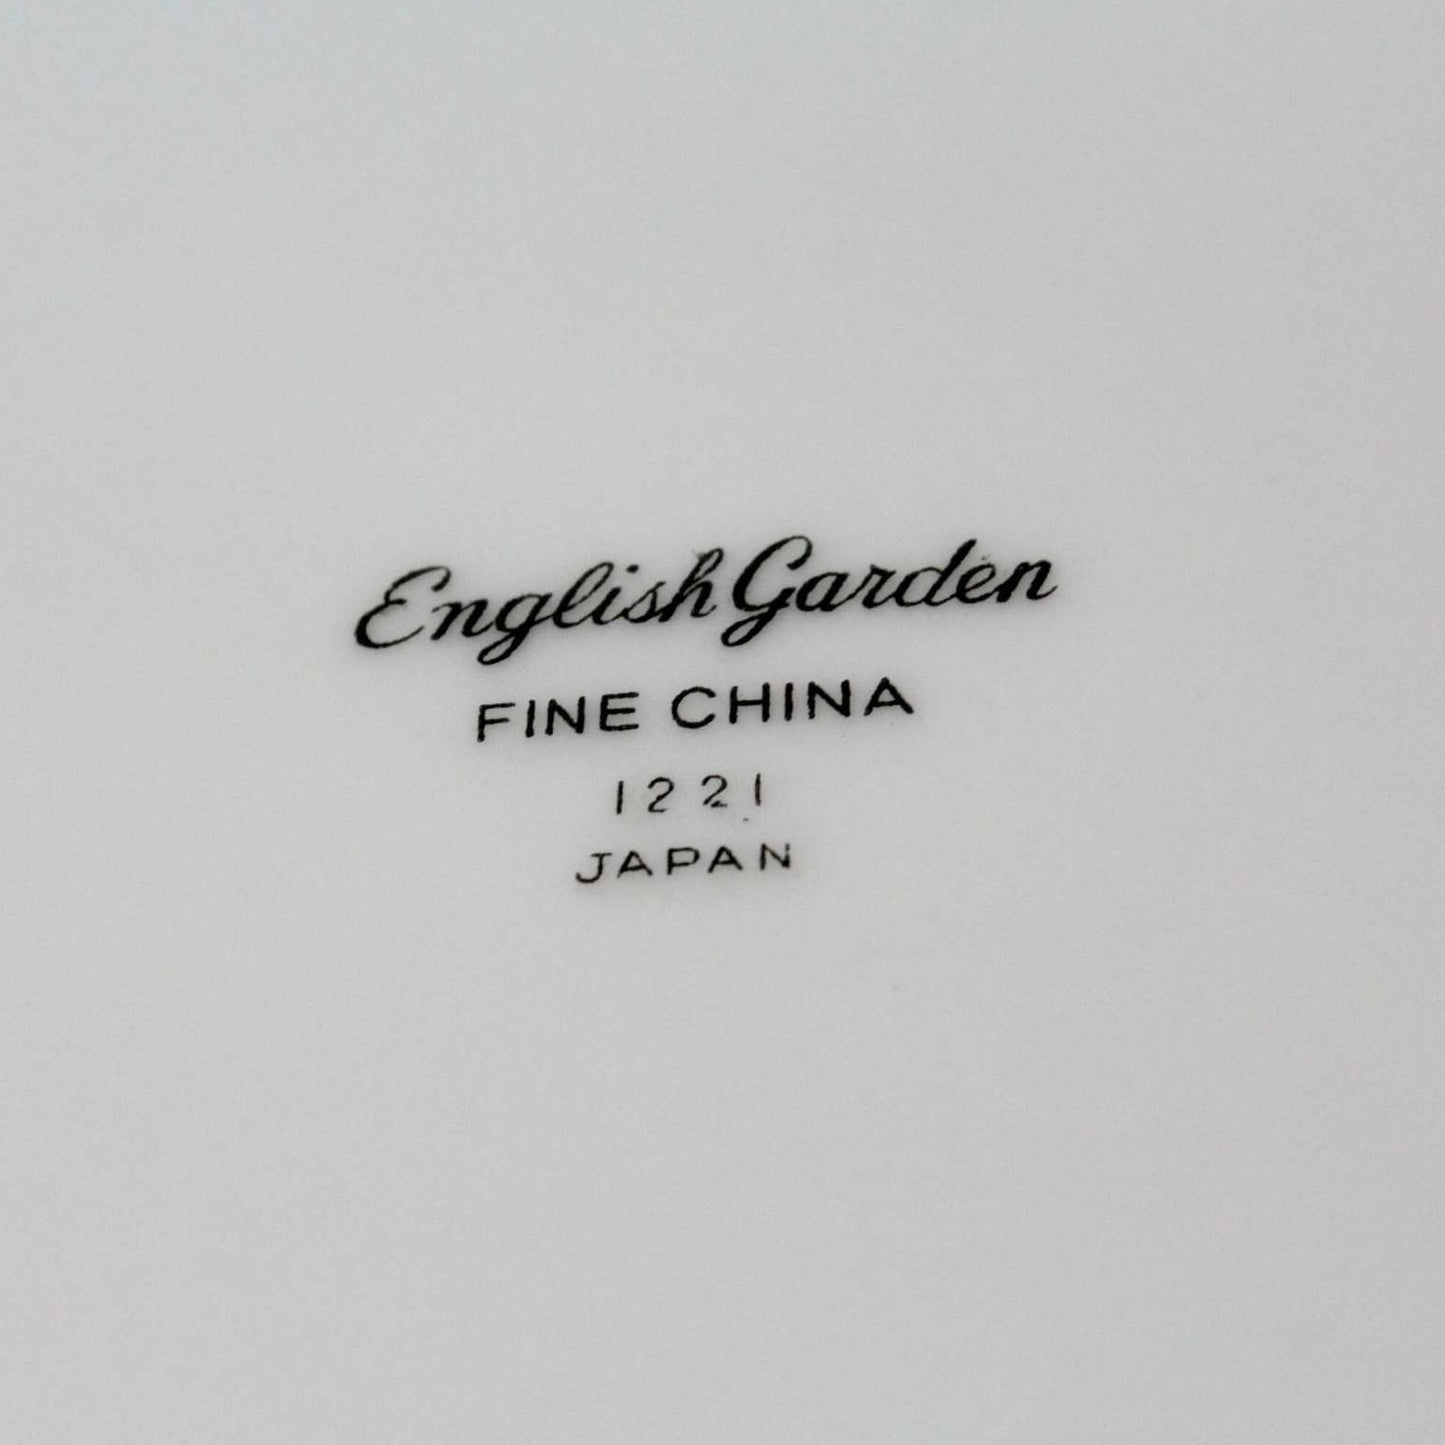 English Garden
FINE CHINA
1221
JAPAN